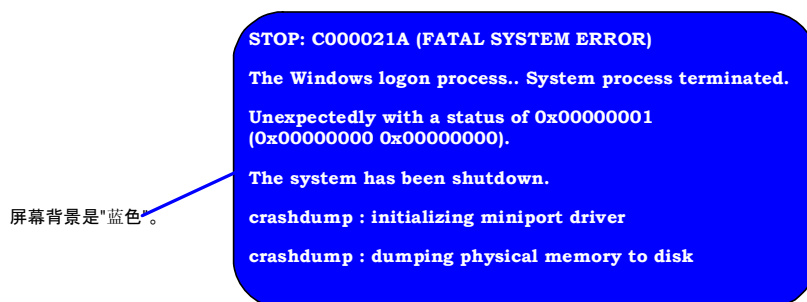 STOP: C000021A (FATAL SYSTEM ERROR)
The Windows logon process.. System process terminated.
Unexpectedly with a status of 0x00000001
(0x00000000 0x00000000).
The system has been shutdown.
crashdump : initializing miniport driver
crashdump : dumping physical memory to disk
屏幕背景是"蓝色"。